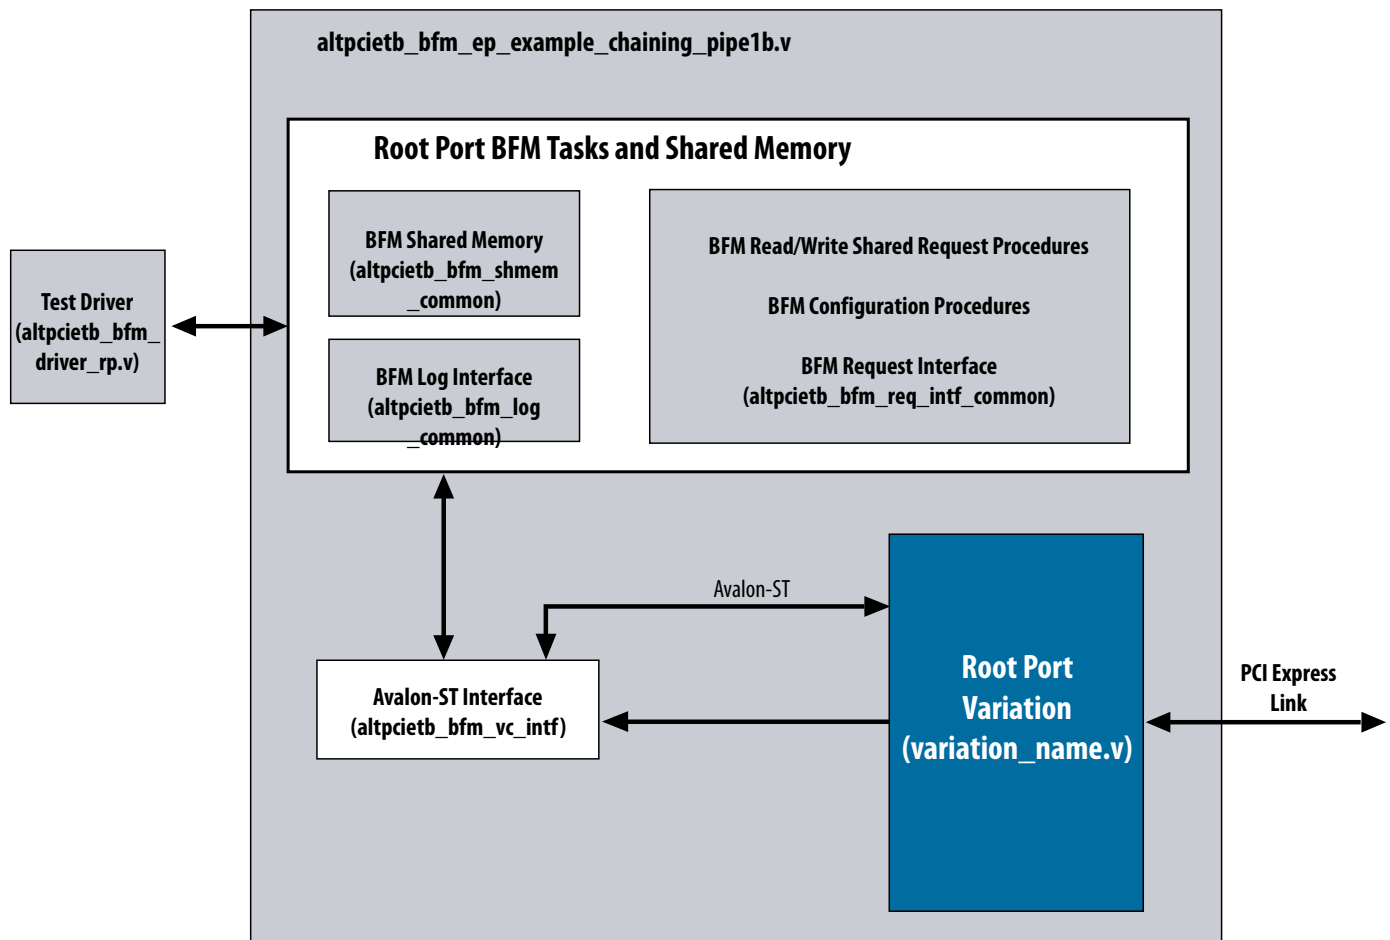 altpcietb_bfm_ep_example_chaining_pipe1b.v
Root Port BFM Tasks and Shared Memory
BFM Shared Memory
(altpcietb_bfm_shmem
_common)
BFM Log Interface
(altpcietb_bfm_log
_common)
BFM Read/Write Shared Request Procedures
BFM Configuration Procedures
BFM Request Interface
(altpcietb_bfm_req_intf_common)
Test Driver
(altpcietb_bfm_
driver_rp.v)
Avalon-ST
Avalon-ST Interface
(altpcietb_bfm_vc_intf)
Root Port
Variation
(variation_name.v)
PCI Express
Link